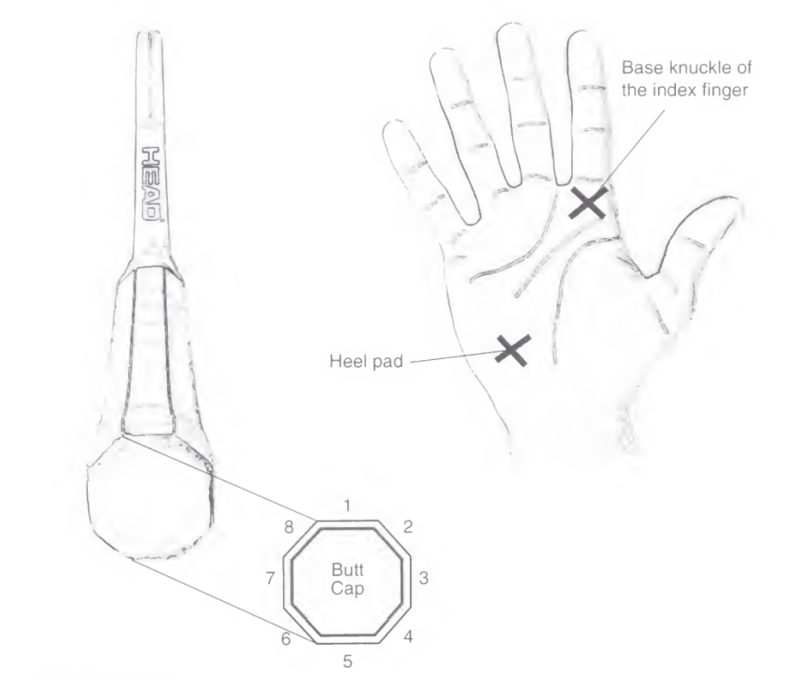 Base knuckle of
the index finger
HEAD
Heel pad
1
8
2
7
Butt
Cap
3
6
4
5